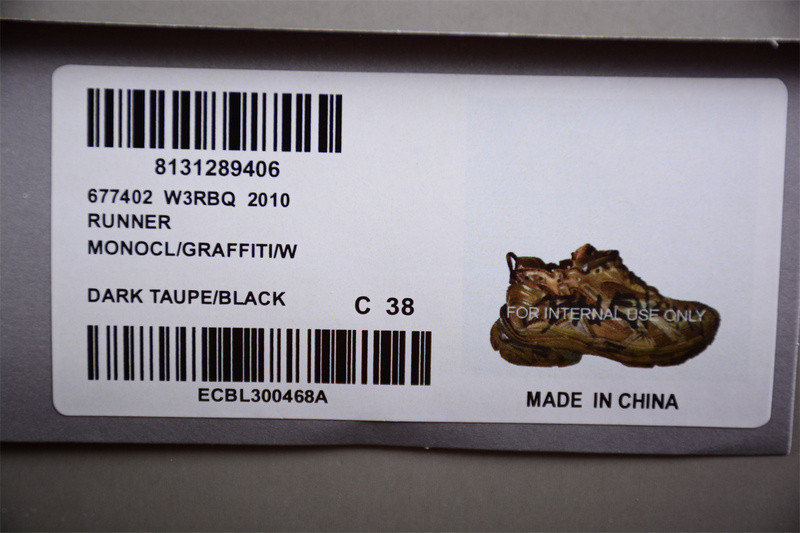 8131289406
677402 W3RBQ 2010
RUNNER
MONOCL/GRAFFITI/W
DARK TAUPE/BLACK
C 38
ECBL300468A
FOR INTERNAL USE ONLY
MADE IN CHINA